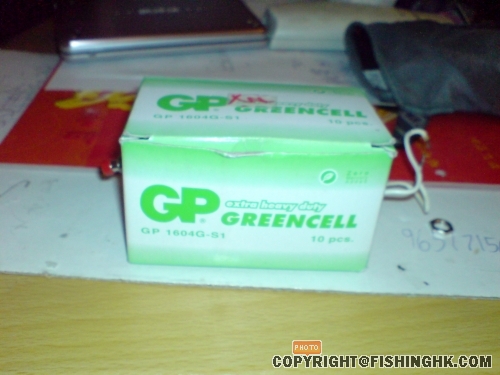 GP
GREENCELL
GP-1604G-S1
10 pcs.
GP
extra heavy duty
GREENCELL
GP 1604G-S1
10 pcs.
PHOTO
COPYRIGHT@FISHINGHK.COM